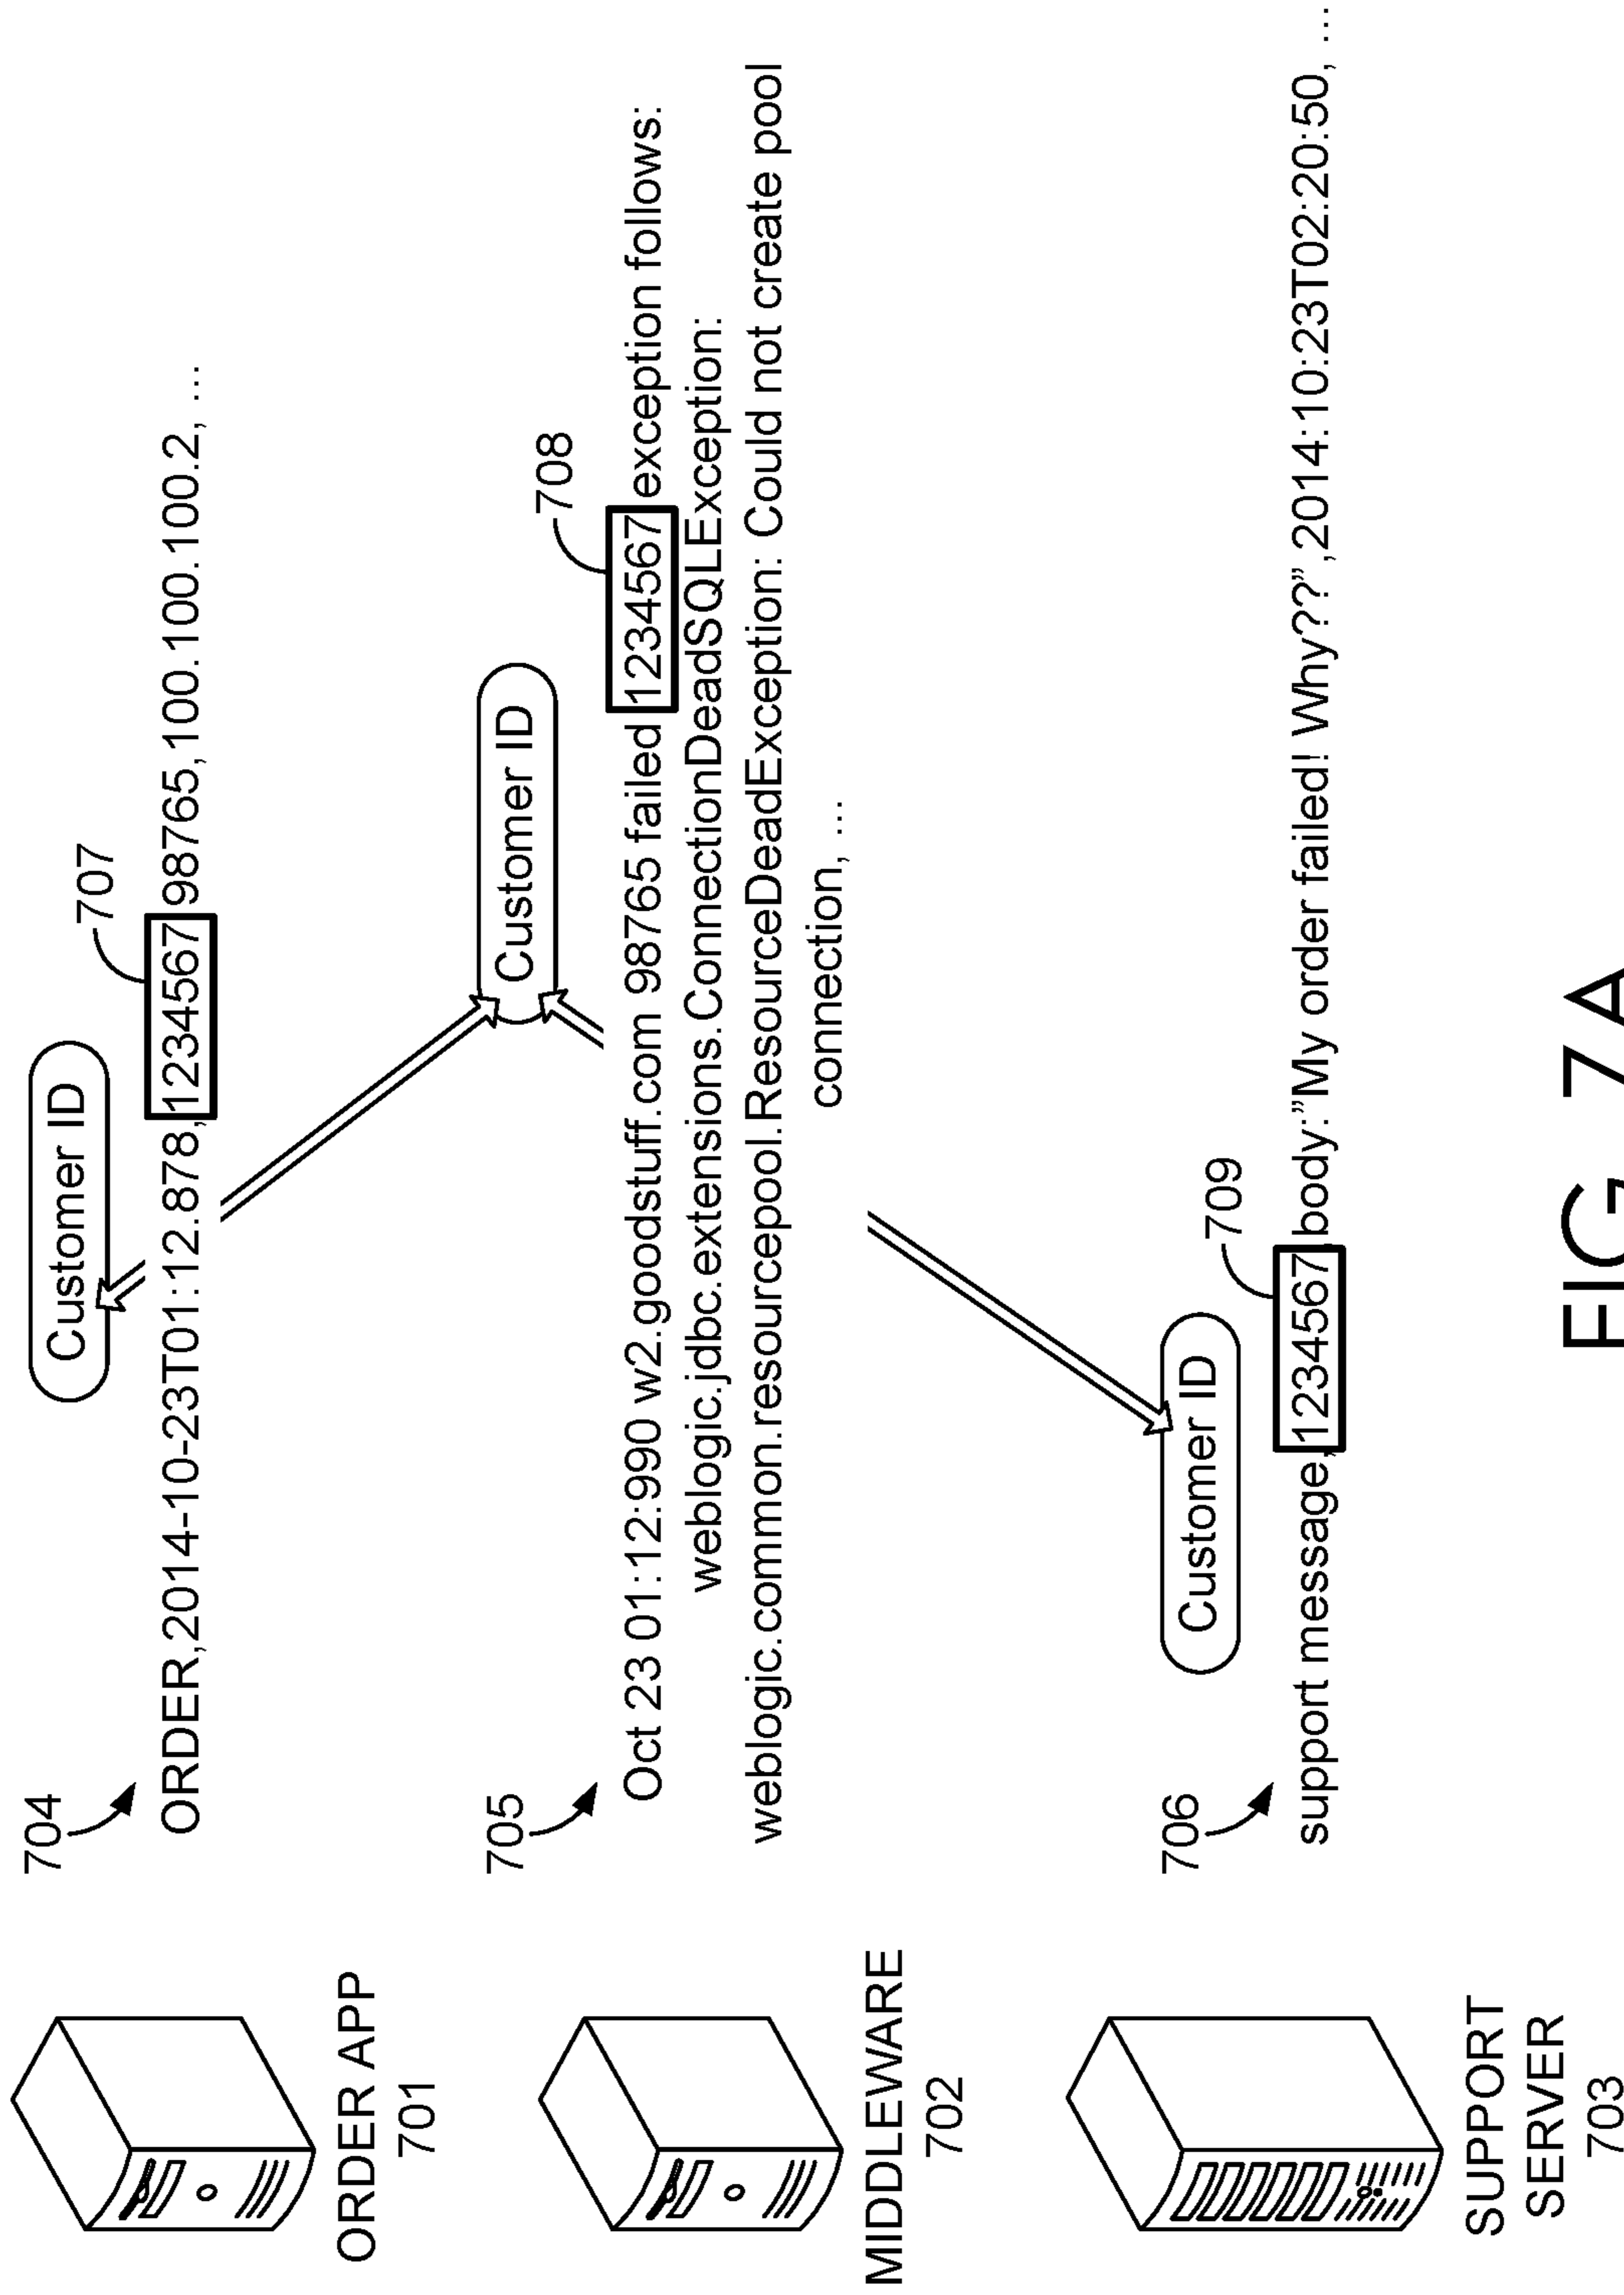 704
Customer ID
707
ORDER,2014-10-23T01:12.878,1234567,98765,100.100.100.2, …
ORDER APP
701
705
Customer ID
708
Oct 23 01:12:990 w2.goodstuff.com 98765 failed 1234567 exception follows:
weblogic.jdbc.extensions.ConnectionDeadSQLException:
weblogic.common.resourcepool.ResourceDeadException: Could not create pool
connection, …
MIDDLEWARE
702
706
Customer ID
709
support message,1234567,body:”My order failed! Why??”,2014:10:23T02:20:50, …
SUPPORT
SERVER
703
FIG. 7A